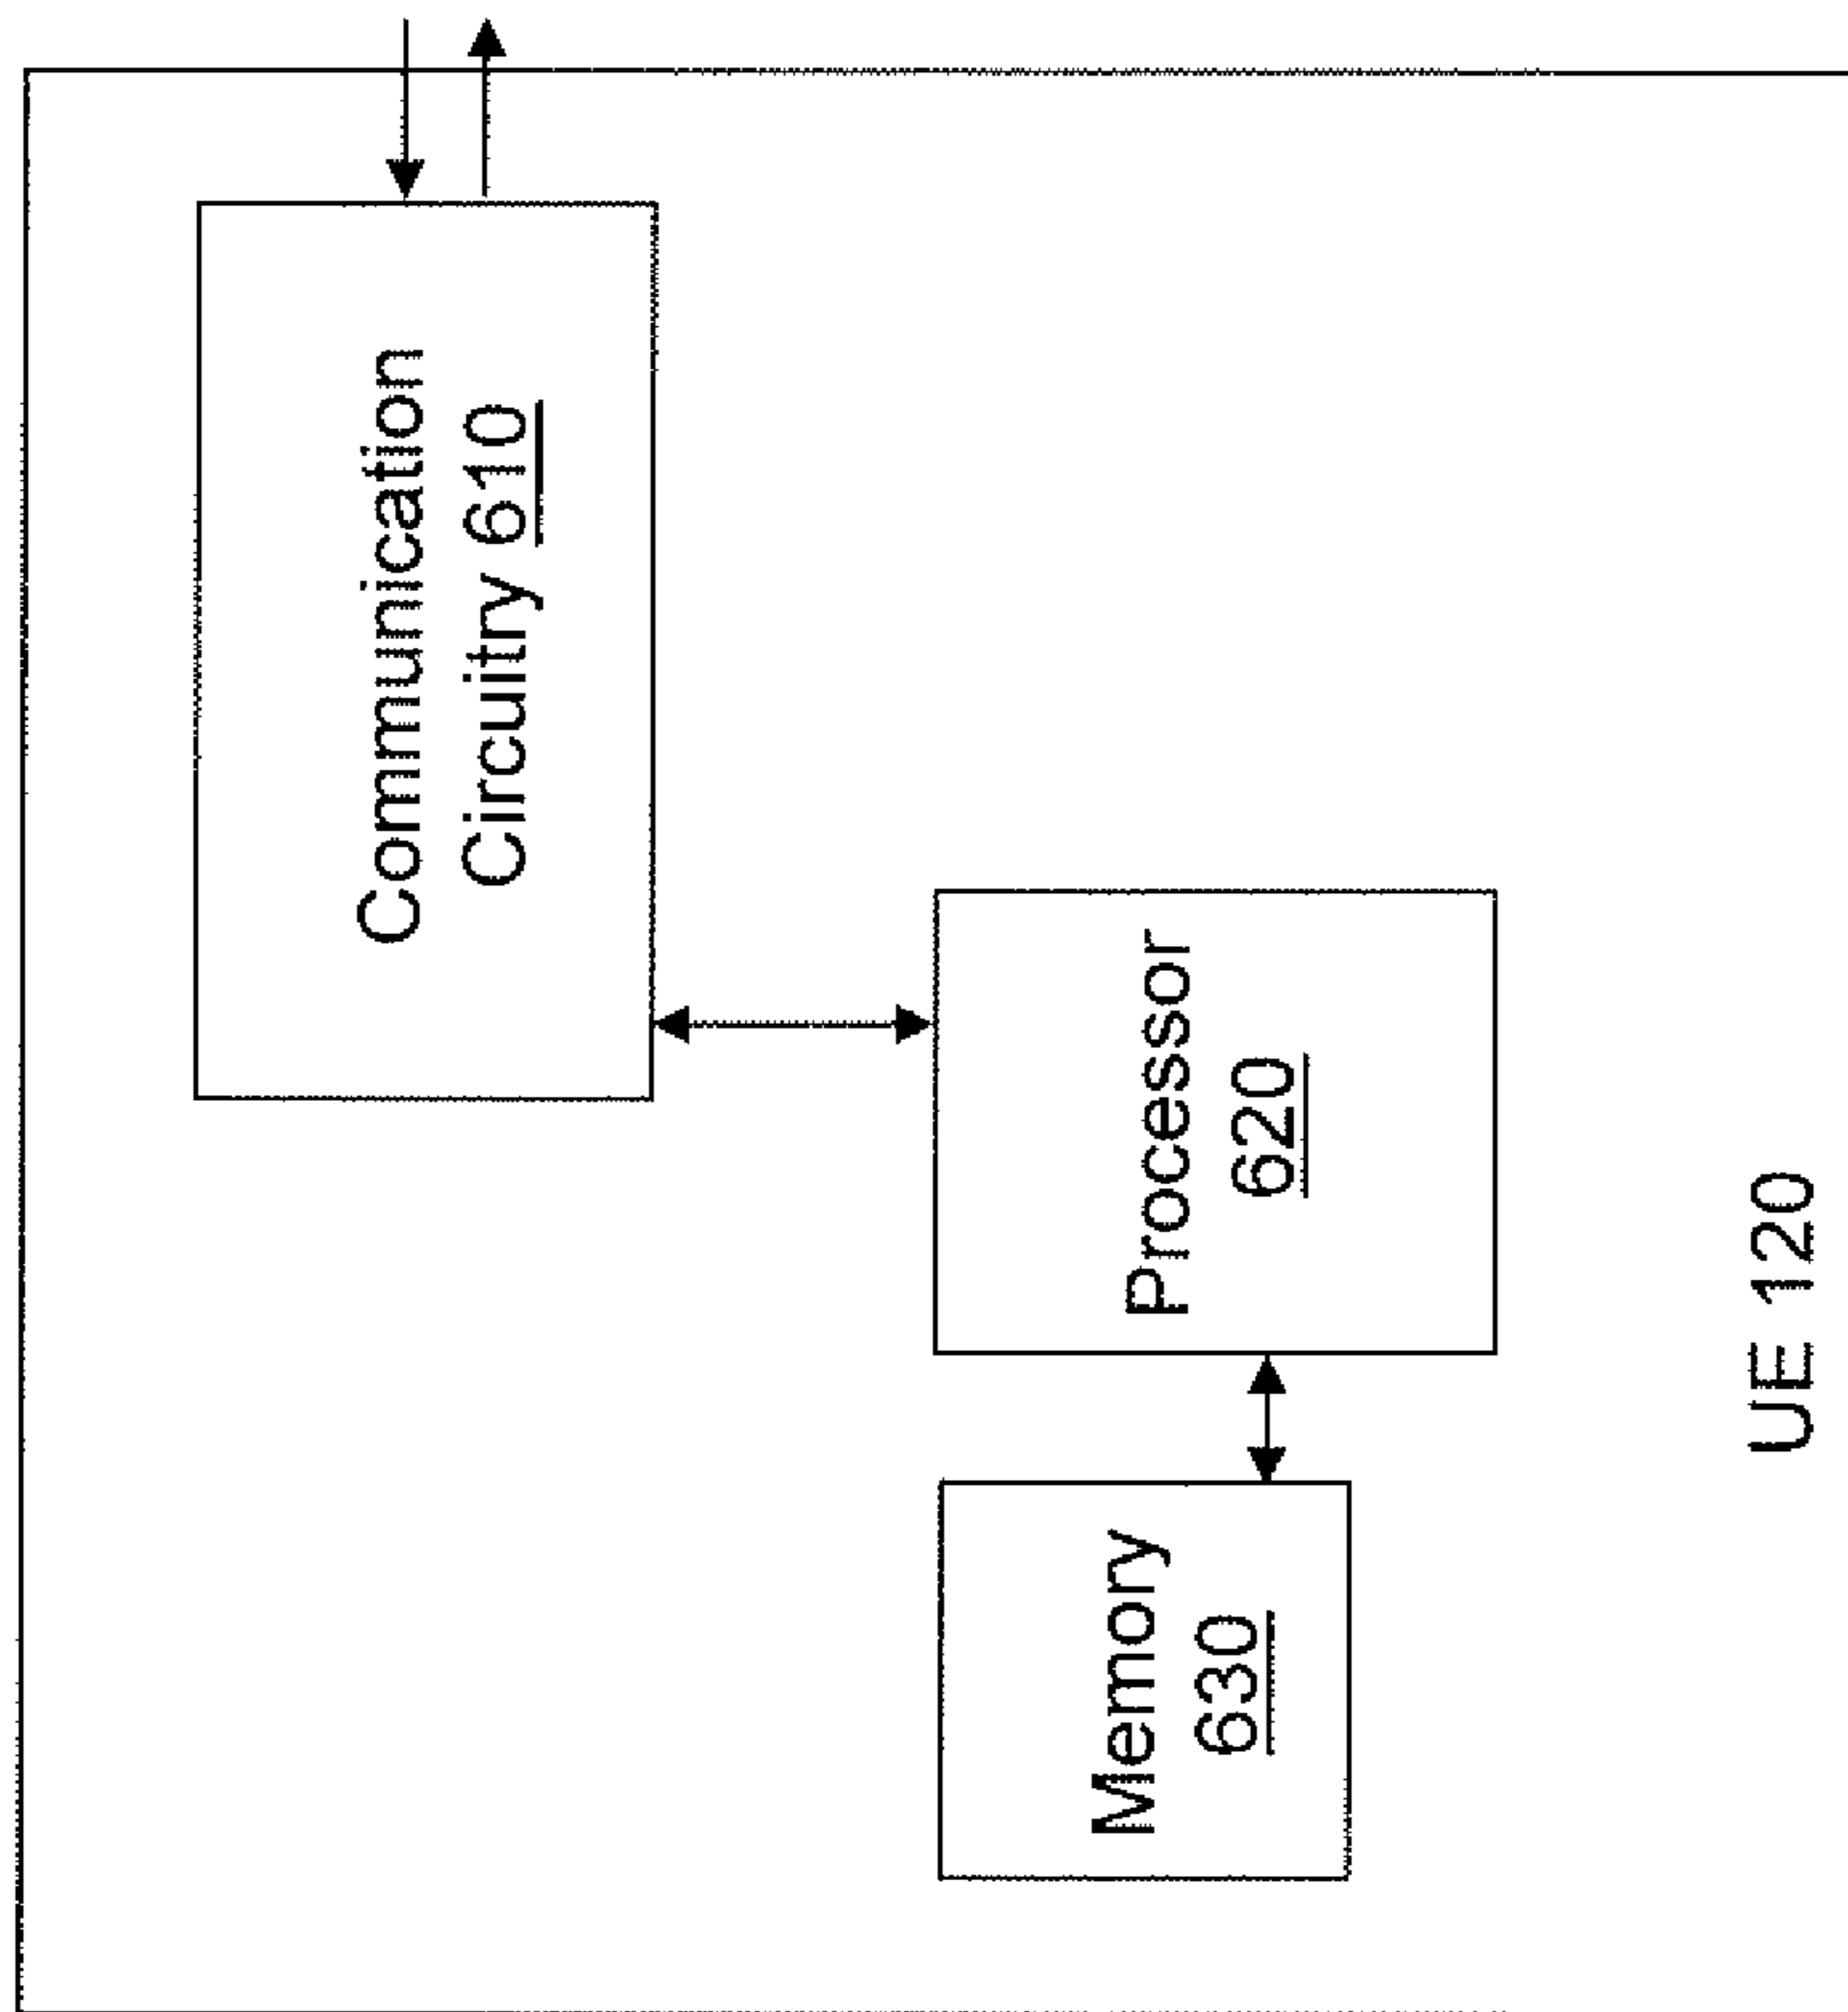 Communication
Circuitry 610
Processor
620
Memory
630
UE 120